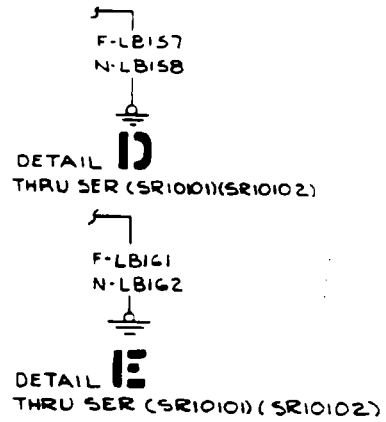 F-LB157
N-LB158
DETAIL D
THRU SER (SR10101)(SR10102)
F-LB161
N-LB162
DETAIL E
THRU SER (SR10101)(SR10102)